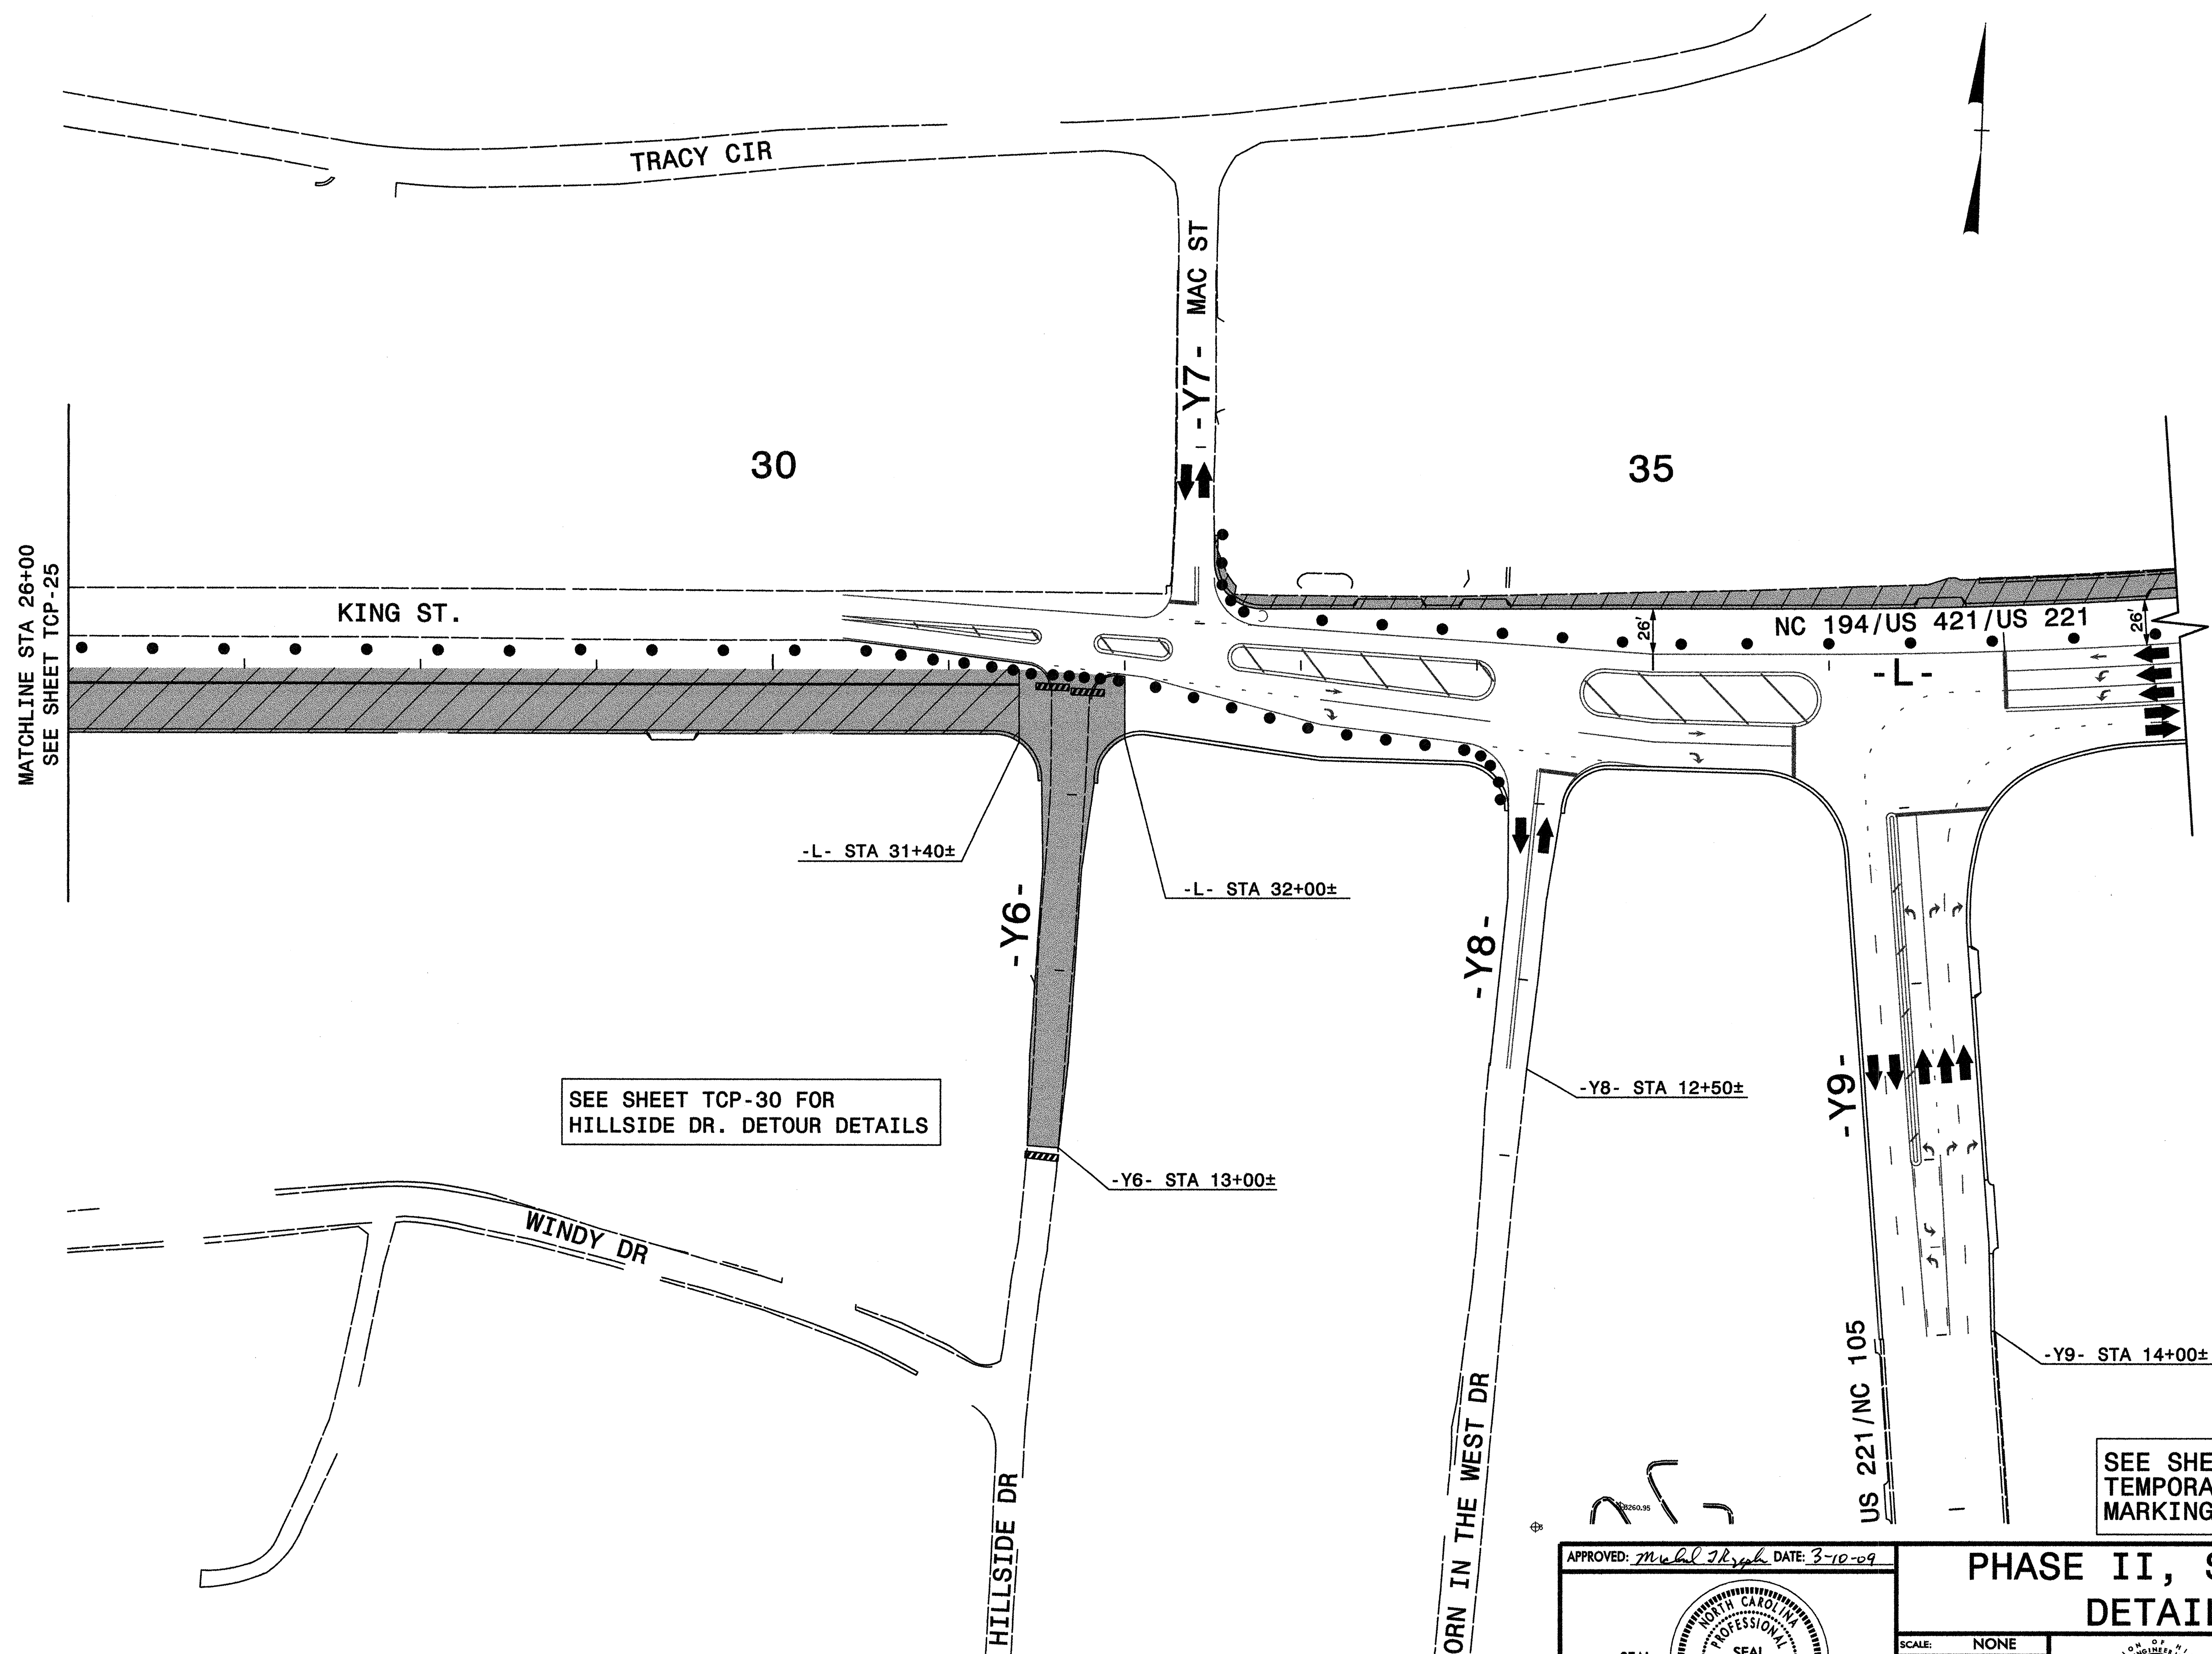 TRACY CIR
-Y7- MAC ST
30
35
MATCHLINE STA 26+00
SEE SHEET TCP-25
KING ST.
26'
NC 194/US 421/US 221
26'
-L-
-L- STA 31+40±
-L- STA 32+00±
-Y6-
-Y8-
-Y9-
SEE SHEET TCP-30 FOR
HILLSIDE DR. DETOUR DETAILS
-Y8- STA 12+50±
-Y6- STA 13+00±
WINDY DR
-Y9- STA 14+00±
HILLSIDE DR
ORN IN THE WEST DR
US 221/NC 105
SEE SHE
TEMPORA
MARKING
8260.95
APPROVED: DATE: 3-10-09
PHASE II, S
DETAI
NORTH CAROLINA
PROFESSIONAL
SEAL
SCALE: NONE